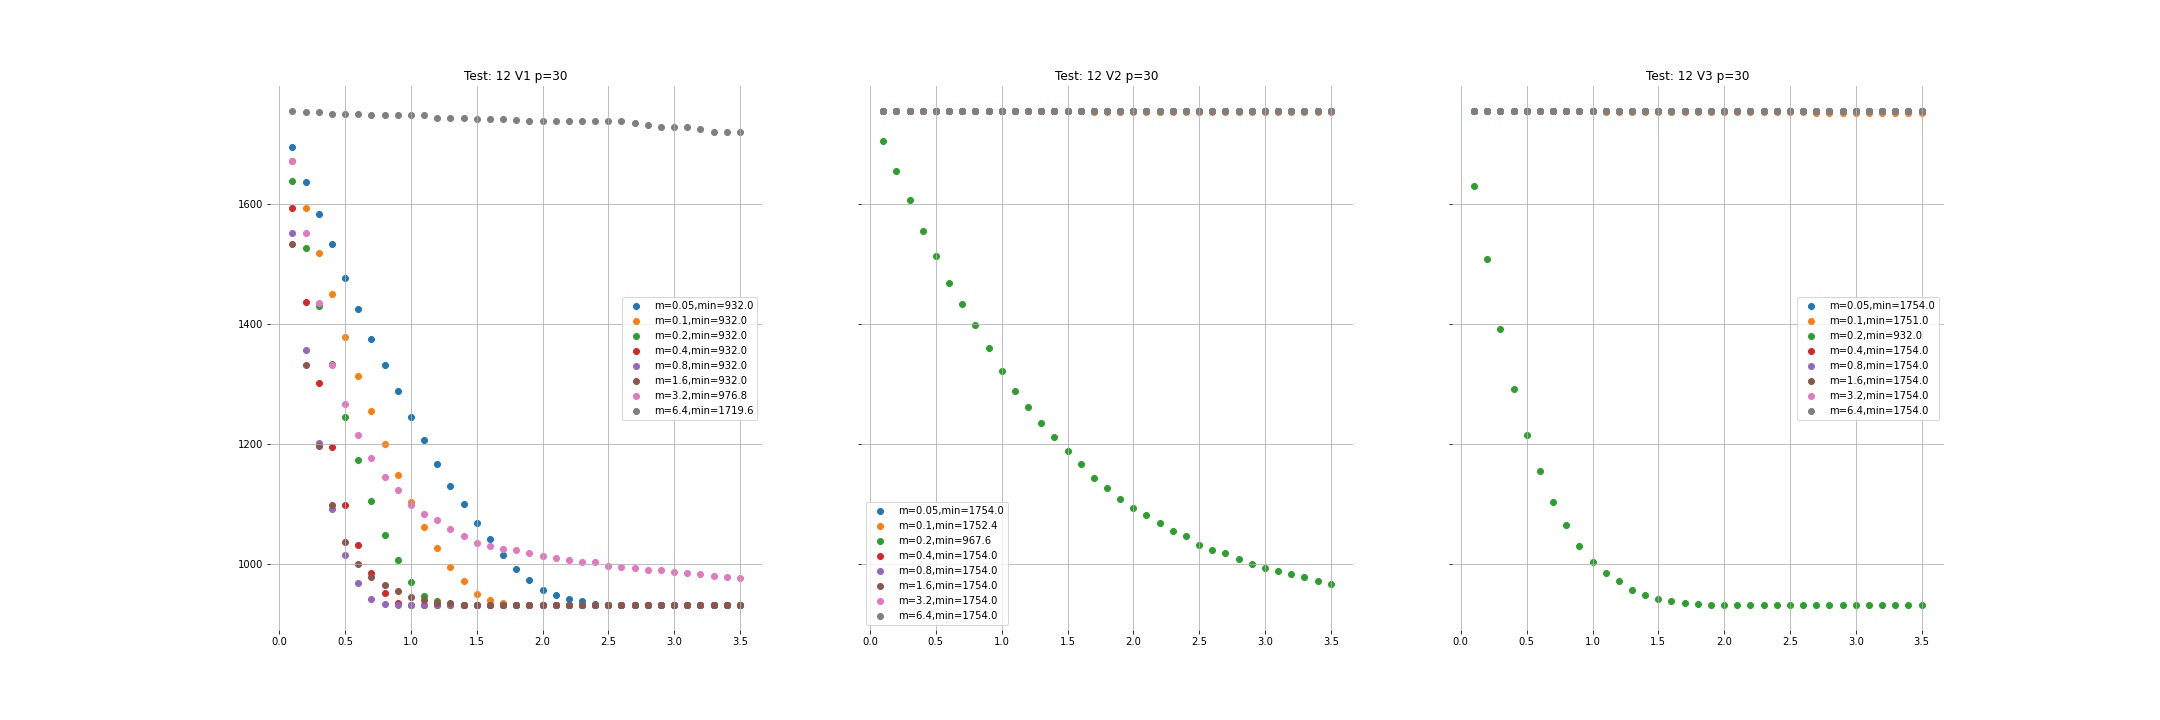 Test: 12 V1 p=30
1600
1400
1200
1000
0.0 0.5 1.0 1.5 2.0 2.5 3.0 3.5
m=0.05,min=932.0
m=0.1,min=932.0
m=0.2,min=932.0
m=0.4,min=932.0
m=0.8,min=932.0
m=1.6,min=932.0
m=3.2,min=976.8
m=6.4,min=1719.6
Test: 12 V2 p=30
m=0.05,min=1754.0
m=0.1,min=1752.4
m=0.2,min=967.6
m=0.4,min=1754.0
m=0.8,min=1754.0
m=1.6,min=1754.0
m=3.2,min=1754.0
m=6.4,min=1754.0
0.0 0.5 1.0 1.5 2.0 2.5 3.0 3.5
Test: 12 V3 p=30
m=0.05,min=1754.0
m=0.1,min=1751.0
m=0.2,min=932.0
m=0.4,min=1754.0
m=0.8,min=1754.0
m=1.6,min=1754.0
m=3.2,min=1754.0
m=6.4,min=1754.0
0.0 0.5 1.0 1.5 2.0 2.5 3.0 3.5